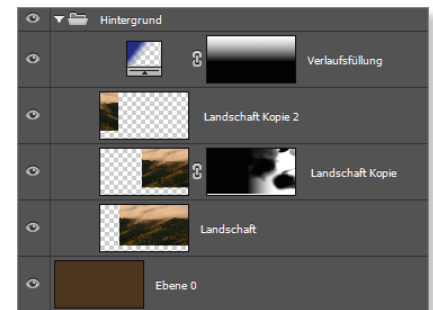 Hintergrund
Verlaufsfüllung
Landschaft Kopie 2
Landschaft Kopie
Landschaft
Ebene 0